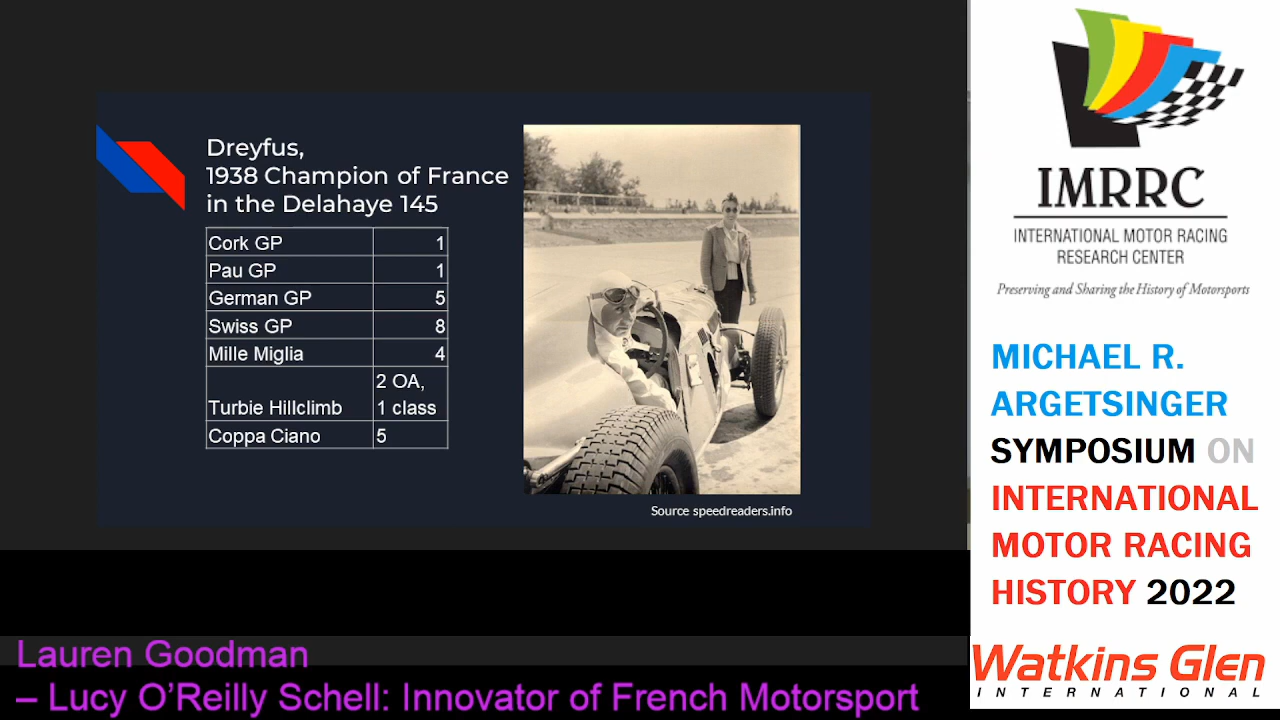 Dreyfus,
1938 Champion of France
in the Delahaye 145
Cork GP 1
Pau GP 1
German GP 5
Swiss GP 8
Mille Miglia 4
2 OA,
Turbie Hillclimb 1 class
Coppa Ciano 5
Source speedreaders.info
Lauren Goodman
– Lucy O’Reilly Schell: Innovator of French Motorsport
IMRRC
INTERNATIONAL MOTOR RACING
RESEARCH CENTER
Preserving and Sharing the History of Motorsports
MICHAEL R.
ARGETSINGER
SYMPOSIUM ON
INTERNATIONAL
MOTOR RACING
HISTORY 2022
Watkins Glen
INTERNATIONAL